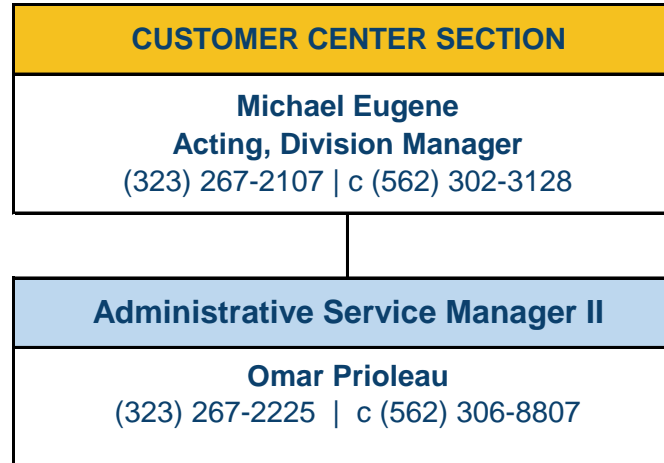 CUSTOMER CENTER SECTION
Michael Eugene
Acting, Division Manager
(323) 267-2107 | c (562) 302-3128
Administrative Service Manager II
Omar Prioleau
(323) 267-2225 | c (562) 306-8807